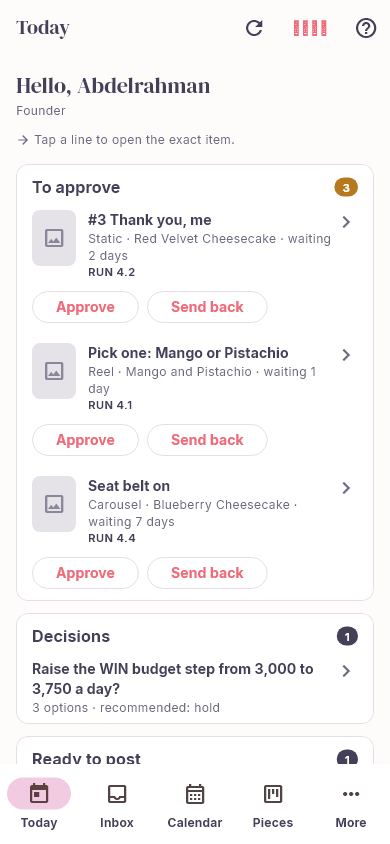 Today
Hello, Abdelrahman
Founder
→ Tap a line to open the exact item.
To approve
3
#3 Thank you, me
Static · Red Velvet Cheesecake · waiting
2 days
RUN 4.2
Approve
Send back
Pick one: Mango or Pistachio
Reel · Mango and Pistachio · waiting 1
day
RUN 4.1
Approve
Send back
Seat belt on
Carousel · Blueberry Cheesecake ·
waiting 7 days
RUN 4.4
Approve
Send back
Decisions
1
Raise the WIN budget step from 3,000 to
3,750 a day?
3 options · recommended: hold
Ready to post
1
Today
Inbox
Calendar
Pieces
More